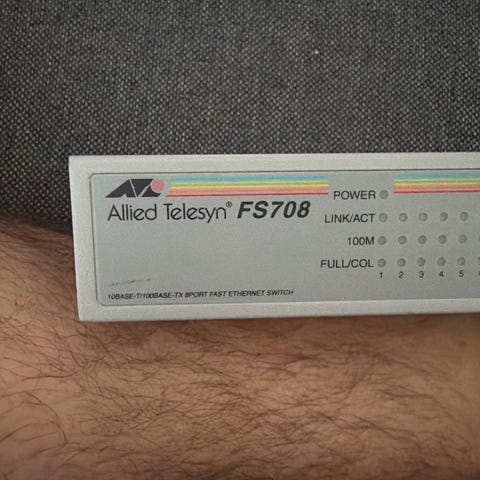 Allied Telesyn® FS708
POWER
LINK/ACT
100M
FULL/COL
1 2 3 4 5
10BASE-T/100BASE-TX 8PORT FAST ETHERNET SWITCH